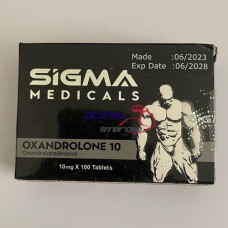 Made :06/2023
Exp Date :06/2028
SIGMA
MEDICALS
OXANDROLONE 10
Oxandrolone/Anavar
10mg X 100 Tablets